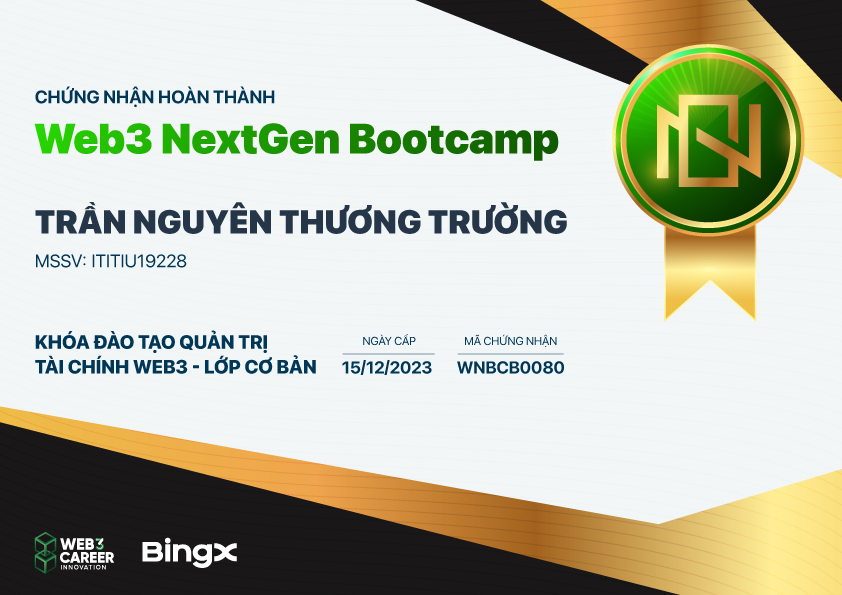 CHỨNG NHẬN HOÀN THÀNH
Web3 NextGen Bootcamp
TRẦN NGUYÊN THƯƠNG TRƯỜNG
MSSV: ITITIU19228
KHÓA ĐÀO TẠO QUẢN TRỊ
TÀI CHÍNH WEB3 - LỚP CƠ BẢN
NGÀY CẤP
15/12/2023
MÃ CHỨNG NHẬN
WNBCB0080
WEB3
CAREER
INNOVATION
BingX